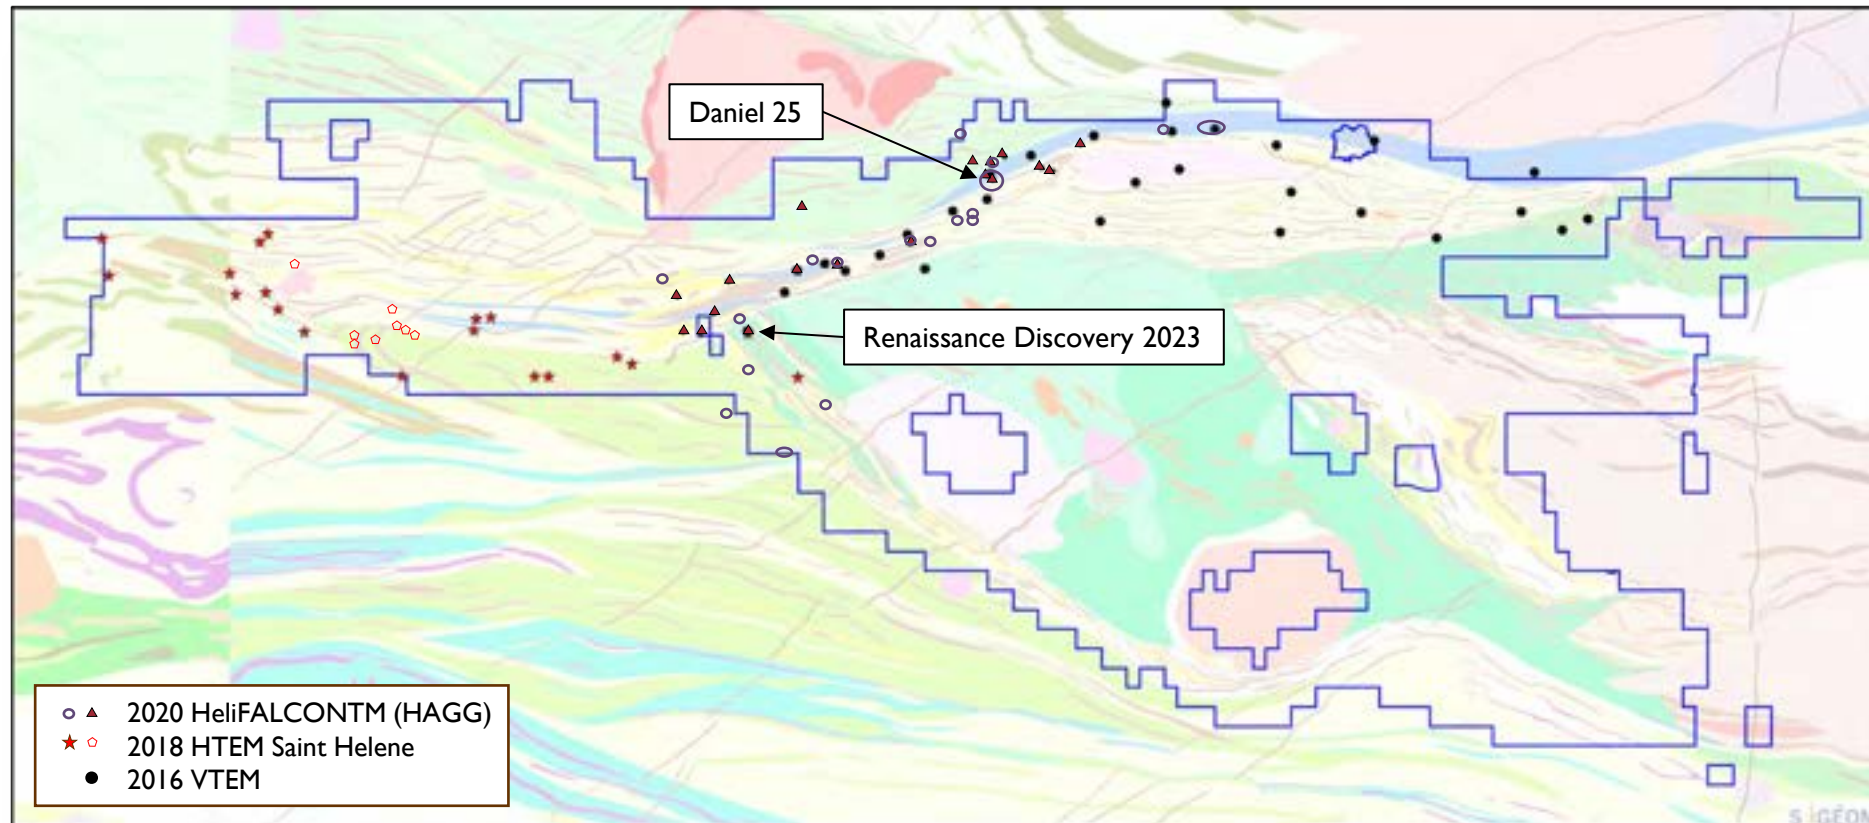 Daniel 25
Renaissance Discovery 2023
2020 HeliFALCONTM (HAGG)
2018 HTEM Saint Helene
2016 VTEM